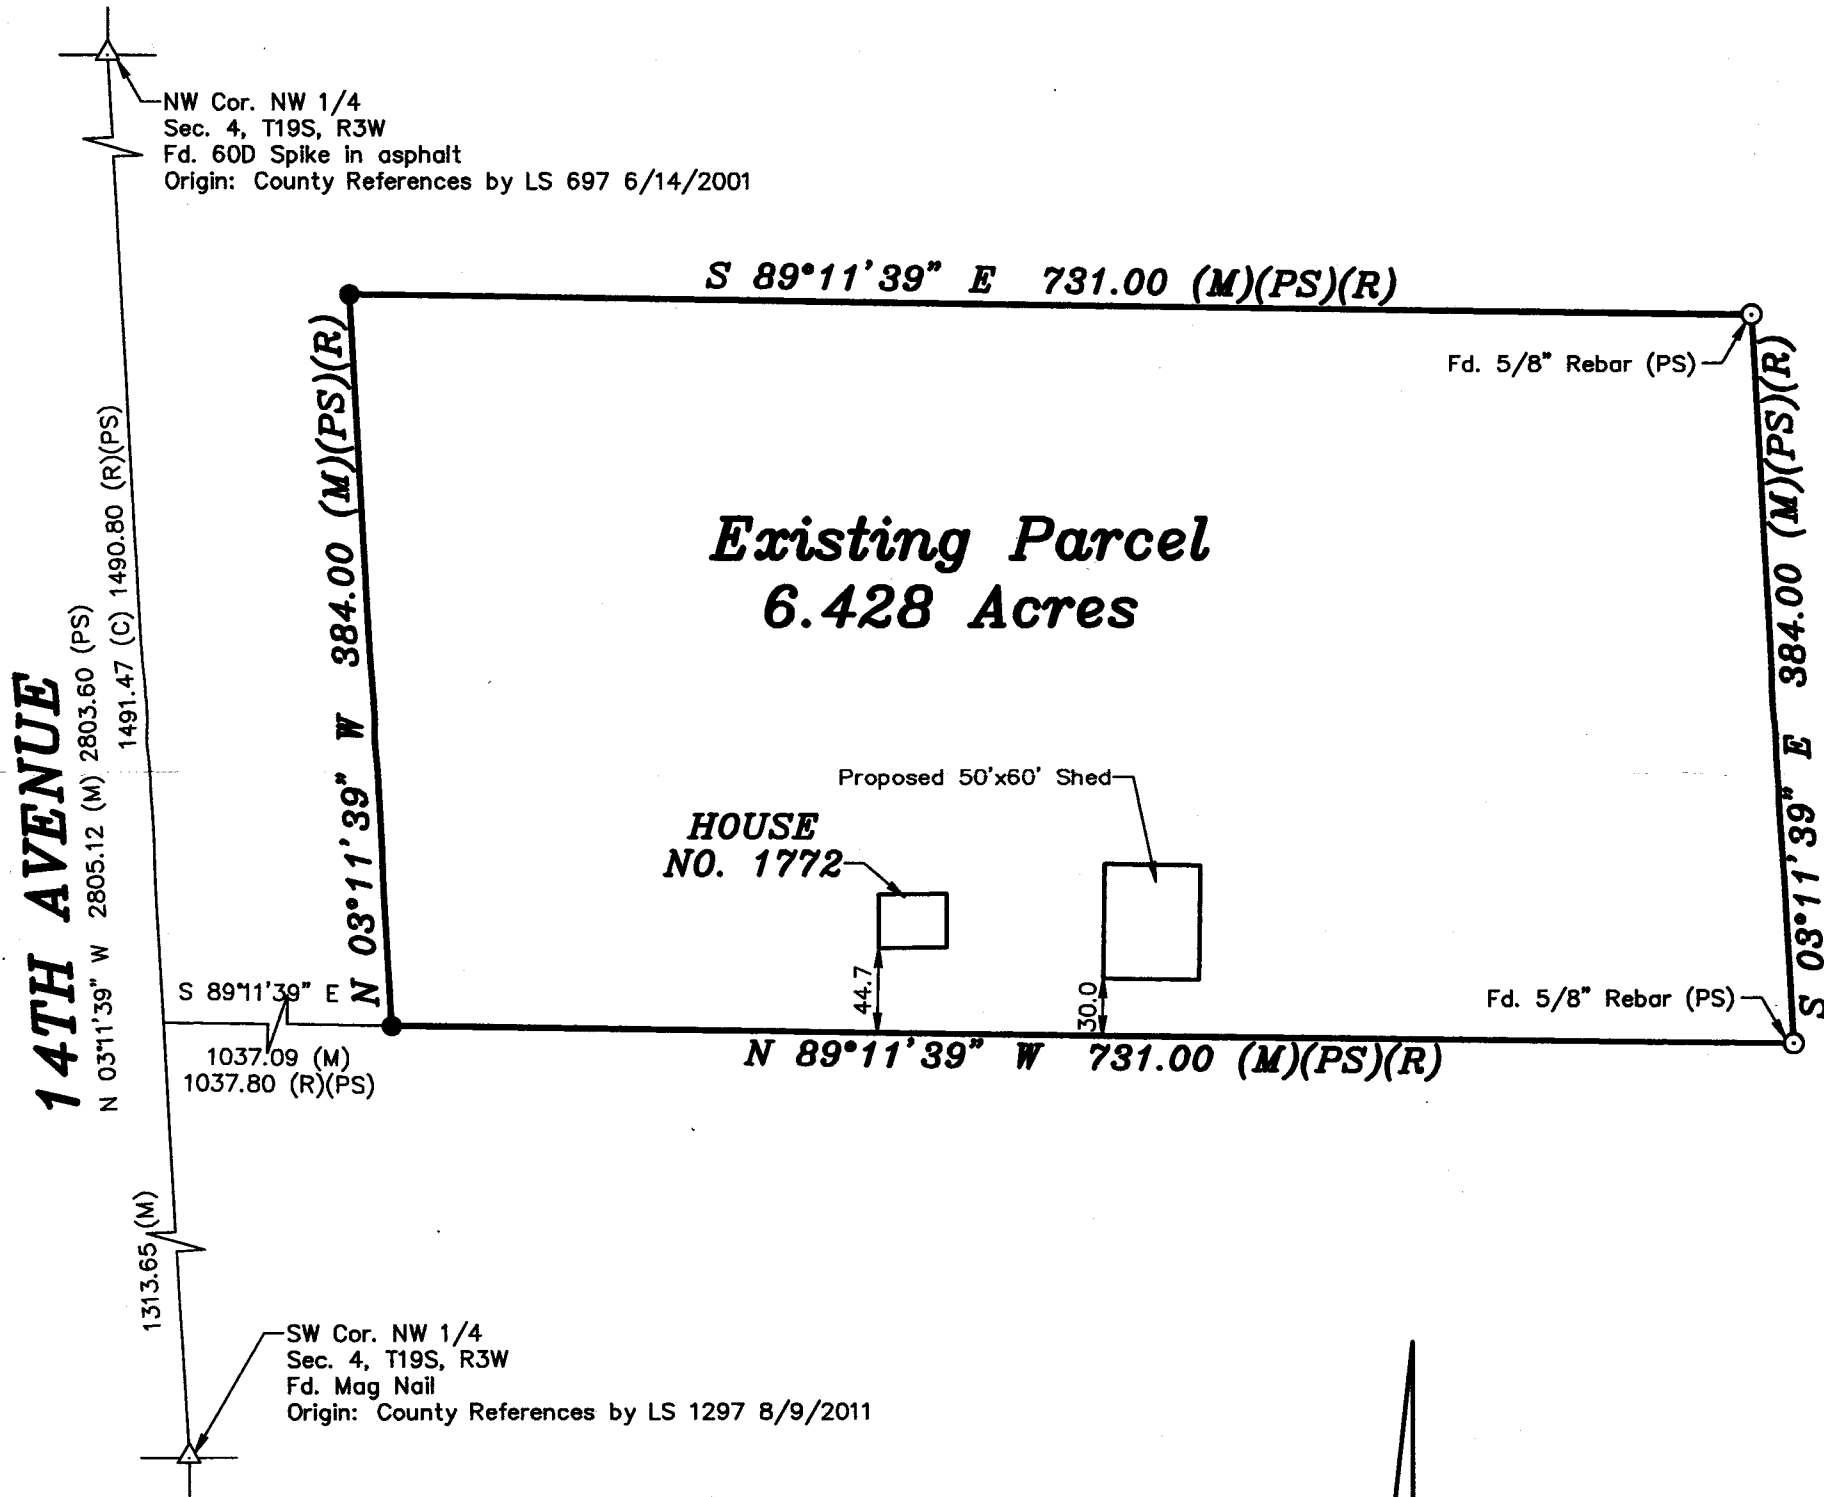 NW Cor. NW 1/4
Sec. 4, T19S, R3W
Fd. 60D Spike in asphalt
Origin: County References by LS 697 6/14/2001
S 89°11'39" E 731.00 (M)(PS)(R)
Fd. 5/8" Rebar (PS)
N 03°11'39" W 384.00 (M)(PS)(R)
S 03°11'39" E 384.00 (M)(PS)(R)
Existing Parcel
6.428 Acres
14TH AVENUE
N 03°11'39" W 2805.12 (M) 2803.60 (PS)
1491.47 (C) 1490.80 (R)(PS)
Proposed 50'x60' Shed
HOUSE
NO. 1772
44.7
30.0
S 89°11'39" E
1037.09 (M)
1037.80 (R)(PS)
Fd. 5/8" Rebar (PS)
N 89°11'39" W 731.00 (M)(PS)(R)
1313.65 (M)
SW Cor. NW 1/4
Sec. 4, T19S, R3W
Fd. Mag Nail
Origin: County References by LS 1297 8/9/2011